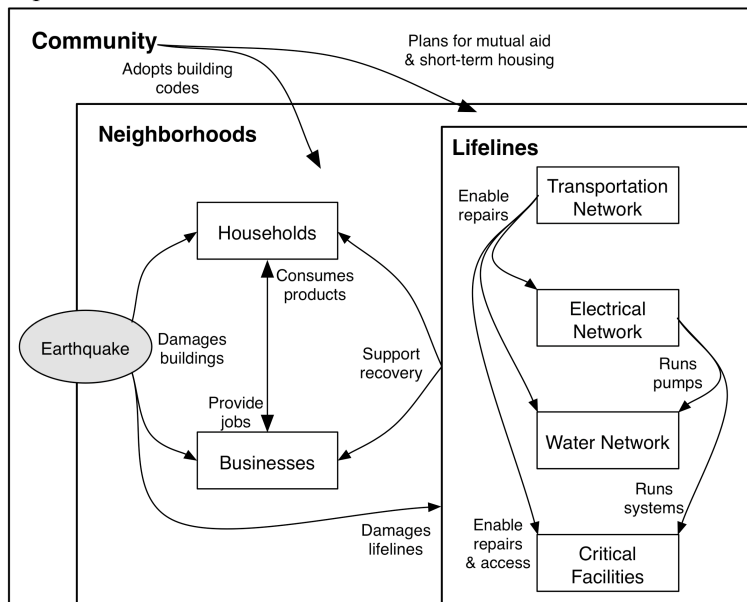 Community
Adopts building
codes
Plans for mutual aid
& short-term housing
Neighborhoods
Lifelines
Households
Consumes
products
Earthquake
Damages
buildings
Provide
jobs
Businesses
Support
recovery
Damages
lifelines
Transportation
Network
Enable
repairs
Electrical
Network
Runs
pumps
Water Network
Runs
systems
Enable
repairs
& access
Critical
Facilities